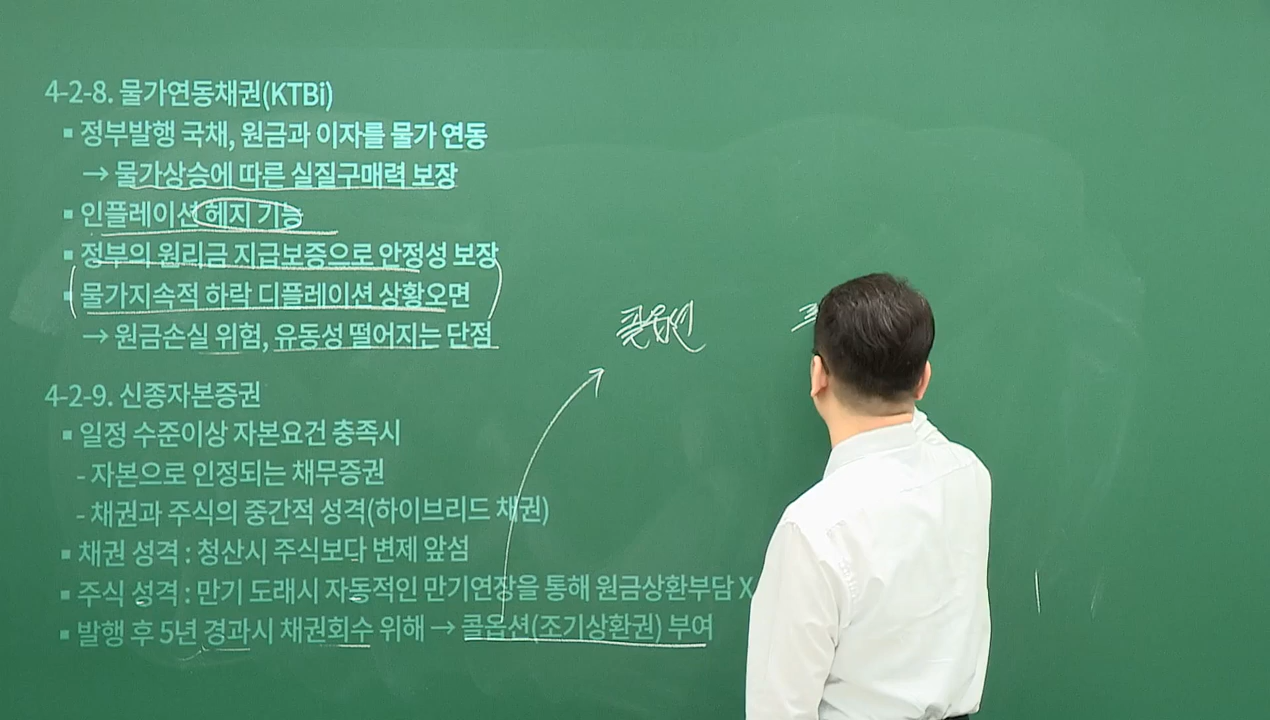 4-2-8. 물가연동채권(KTBi)
▪ 정부발행 국채, 원금과 이자를 물가 연동
→ 물가상승에 따른 실질구매력 보장
▪ 인플레이션 헤지 기능
▪ 정부의 원리금 지급보증으로 안정성 보장
▪ 물가지속적 하락 디플레이션 상황오면
→ 원금손실 위험, 유동성 떨어지는 단점
콜옵션
4-2-9. 신종자본증권
▪ 일정 수준이상 자본요건 충족시
- 자본으로 인정되는 채무증권
- 채권과 주식의 중간적 성격(하이브리드 채권)
▪ 채권 성격 : 청산시 주식보다 변제 앞섬
▪ 주식 성격 : 만기 도래시 자동적인 만기연장을 통해 원금상환부담 X
▪ 발행 후 5년 경과시 채권회수 위해 → 콜옵션(조기상환권) 부여